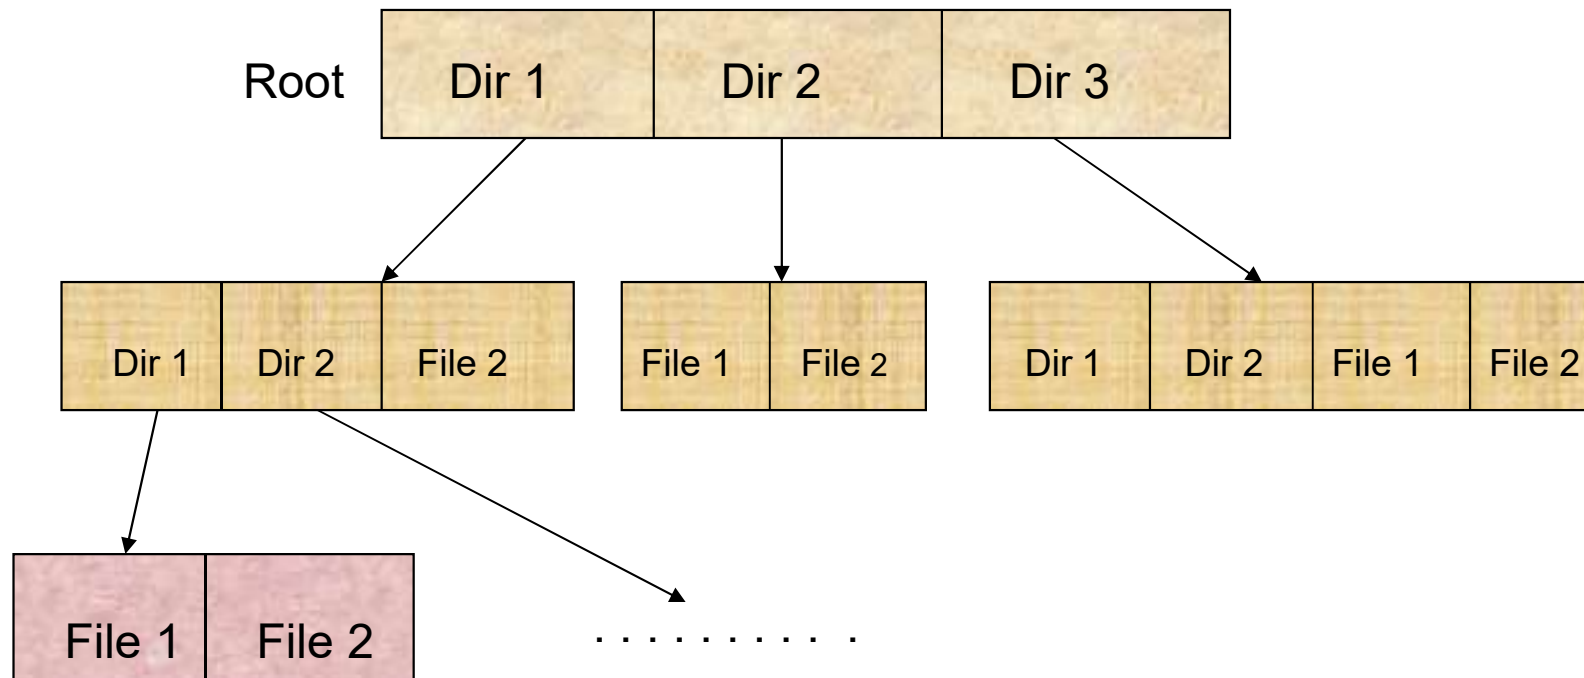 Root Dir 1 Dir 2 Dir 3
Dir 1 Dir 2 File 2 File 1 File 2 Dir 1 Dir 2 File 1 File 2
File 1 File 2 . . . . . . . . . .